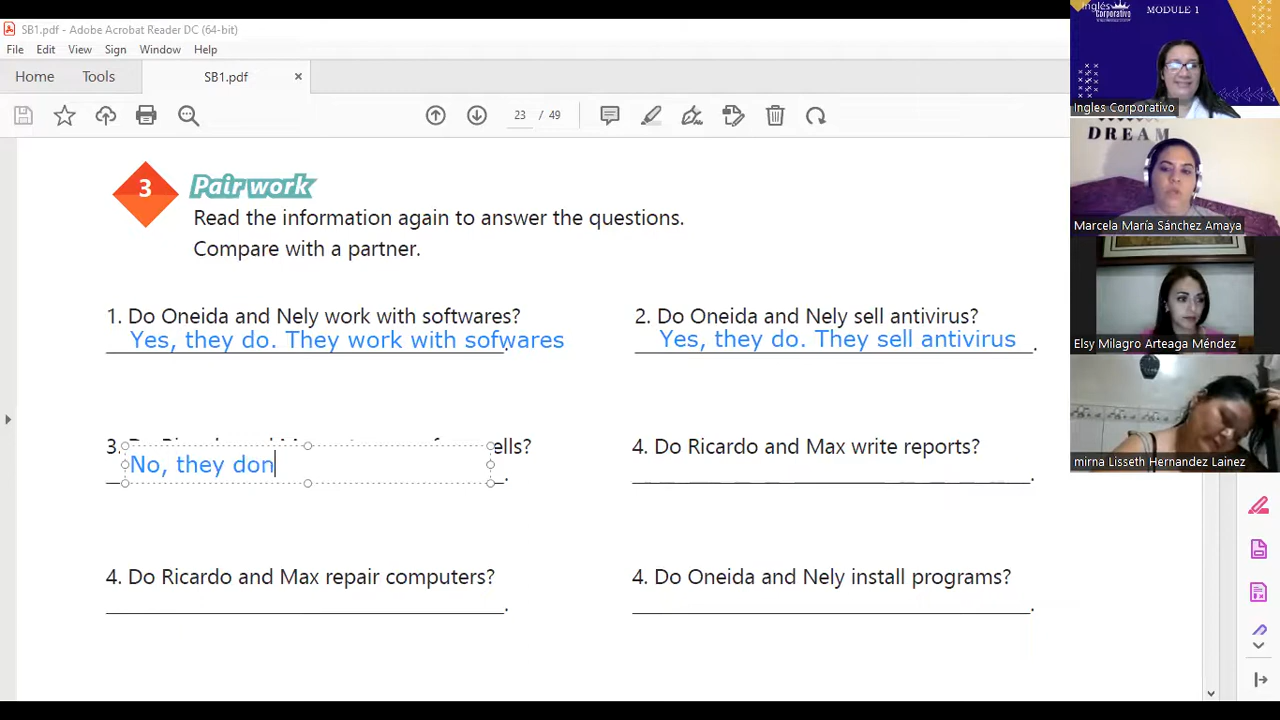 SB1.pdf - Adobe Acrobat Reader DC (64-bit)
File Edit View Sign Window Help
Home Tools SB1.pdf ×
23 / 49
3 Pair work
Read the information again to answer the questions.
Compare with a partner.
1. Do Oneida and Nely work with softwares?
Yes, they do. They work with sofwares
2. Do Oneida and Nely sell antivirus?
Yes, they do. They sell antivirus
3.
No, they don
4. Do Ricardo and Max write reports?
4. Do Ricardo and Max repair computers?
4. Do Oneida and Nely install programs?
Inglés
corporativo
MODULE 1
Ingles Corporativo
DREAM
Marcela María Sánchez Amaya
Elsy Milagro Arteaga Méndez
mirna Lisseth Hernandez Lainez